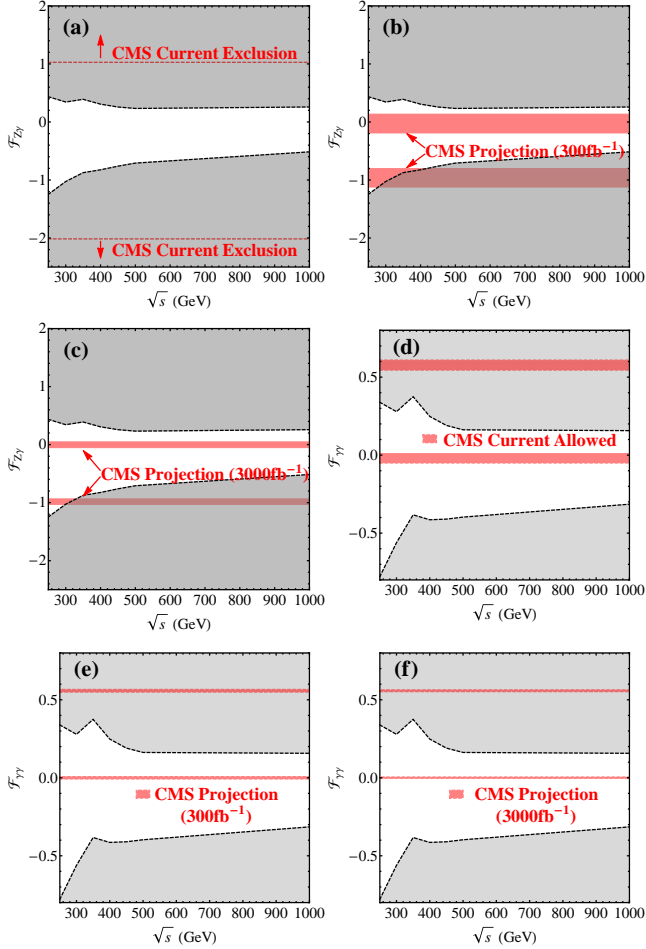 (a)
CMS Current Exclusion
CMS Current Exclusion
2
1
0
−1
−2
ℱZγ
300 400 500 600 700 800 900 1000
√s (GeV)
(b)
CMS Projection (300fb⁻¹)
2
1
0
−1
−2
ℱZγ
300 400 500 600 700 800 900 1000
√s (GeV)
(c)
CMS Projection (3000fb⁻¹)
2
1
0
−1
−2
ℱZγ
300 400 500 600 700 800 900 1000
√s (GeV)
(d)
CMS Current Allowed
0.5
0.0
−0.5
ℱγγ
300 400 500 600 700 800 900 1000
√s (GeV)
(e)
CMS Projection
(300fb⁻¹)
0.5
0.0
−0.5
ℱγγ
300 400 500 600 700 800 900 1000
√s (GeV)
(f)
CMS Projection
(3000fb⁻¹)
0.5
0.0
−0.5
ℱγγ
300 400 500 600 700 800 900 1000
√s (GeV)